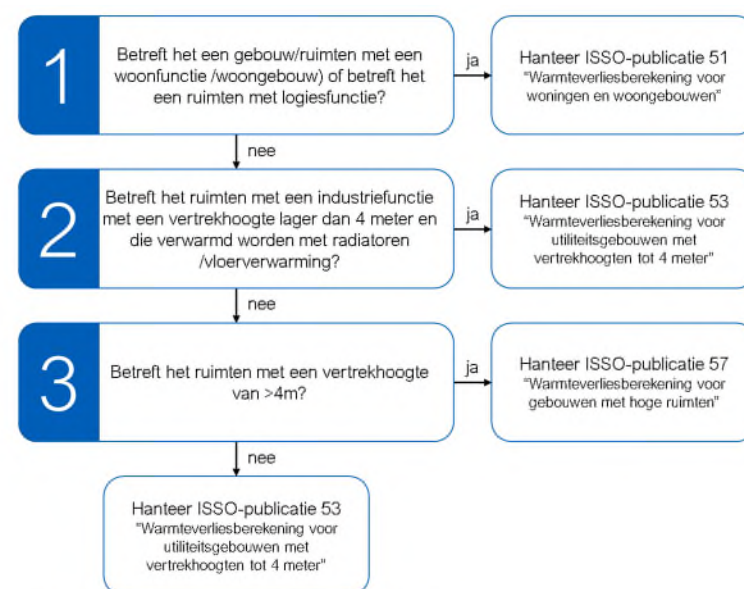 1
Betreft het een gebouw/ruimten met een
woonfunctie /woongebouw) of betreft het
een ruimten met logiesfunctie?
ja
Hanteer ISSO-publicatie 51
“Warmteverliesberekening voor
woningen en woongebouwen”
nee
2
Betreft het ruimten met een industriefunctie
met een vertrekhoogte lager dan 4 meter en
die verwarmd worden met radiatoren
/vloerverwarming?
ja
Hanteer ISSO-publicatie 53
“Warmteverliesberekening voor
utiliteitsgebouwen met
vertrekhoogten tot 4 meter”
nee
3
Betreft het ruimten met een vertrekhoogte
van >4m?
ja
Hanteer ISSO-publicatie 57
“Warmteverliesberekening voor
gebouwen met hoge ruimten”
nee
Hanteer ISSO-publicatie 53
“Warmteverliesberekening voor
utiliteitsgebouwen met
vertrekhoogten tot 4 meter”